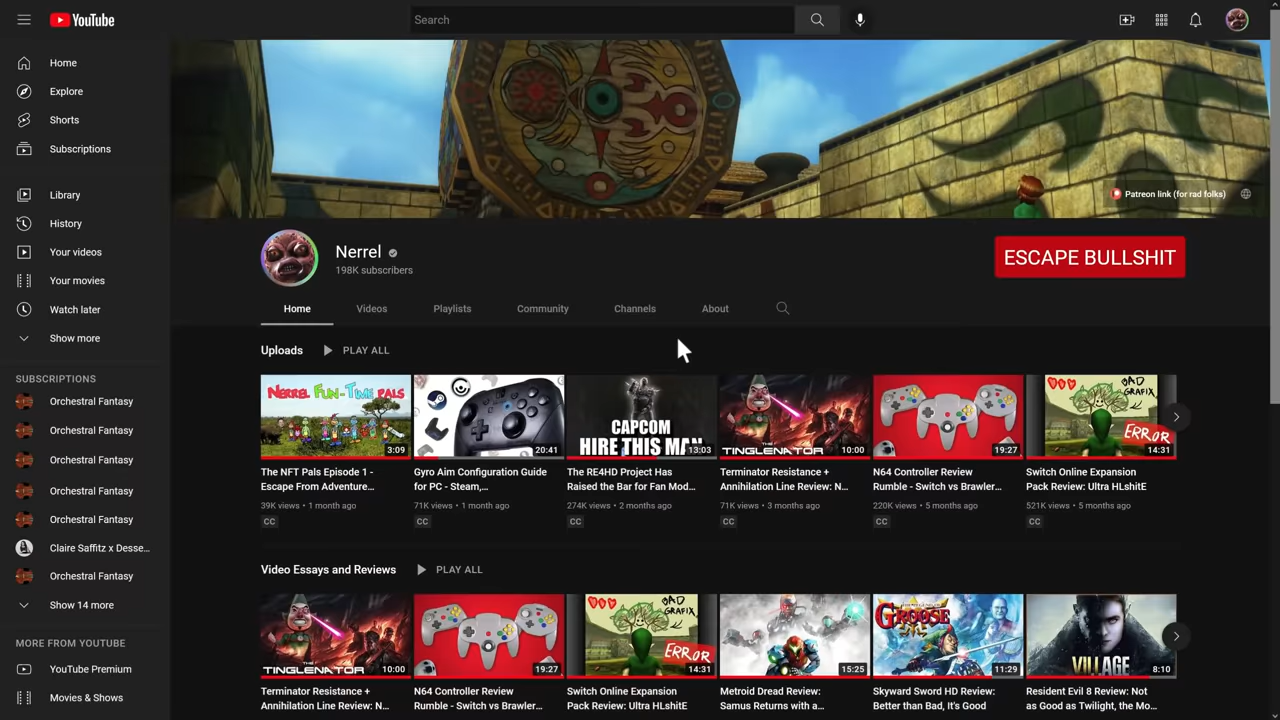 YouTube
Search
Home
Explore
Shorts
Subscriptions
Library
History
Your videos
Your movies
Watch later
Show more
SUBSCRIPTIONS
Orchestral Fantasy
Orchestral Fantasy
Orchestral Fantasy
Orchestral Fantasy
Orchestral Fantasy
Claire Saffitz x Desse...
Orchestral Fantasy
Show 14 more
MORE FROM YOUTUBE
YouTube Premium
Movies & Shows
Patreon link (for rad folks)
Nerrel
198K subscribers
ESCAPE BULLSHIT
Home Videos Playlists Community Channels About
Uploads PLAY ALL
NERREL FUN-TIME PALS
3:09
The NFT Pals Episode 1 -
Escape From Adventure...
39K views • 1 month ago
CC
20:41
Gyro Aim Configuration Guide
for PC - Steam,...
71K views • 1 month ago
CC
CAPCOM
HIRE THIS MAN
13:03
The RE4HD Project Has
Raised the Bar for Fan Mod...
274K views • 2 months ago
CC
THE
TINGLENATOR
10:00
Terminator Resistance +
Annihilation Line Review: N...
71K views • 3 months ago
CC
19:27
N64 Controller Review
Rumble - Switch vs Brawler...
220K views • 5 months ago
CC
BAD
GRAFIX
ERROR
14:31
Switch Online Expansion
Pack Review: Ultra HLshitE
521K views • 5 months ago
CC
Video Essays and Reviews PLAY ALL
THE
TINGLENATOR
10:00
Terminator Resistance +
Annihilation Line Review: N...
19:27
N64 Controller Review
Rumble - Switch vs Brawler...
BAD
GRAFIX
ERROR
14:31
Switch Online Expansion
Pack Review: Ultra HLshitE
15:25
Metroid Dread Review:
Samus Returns with a...
GROOSE
11:29
Skyward Sword HD Review:
Better than Bad, It's Good
VILLAGE
8:10
Resident Evil 8 Review: Not
as Good as Twilight, the Mo...